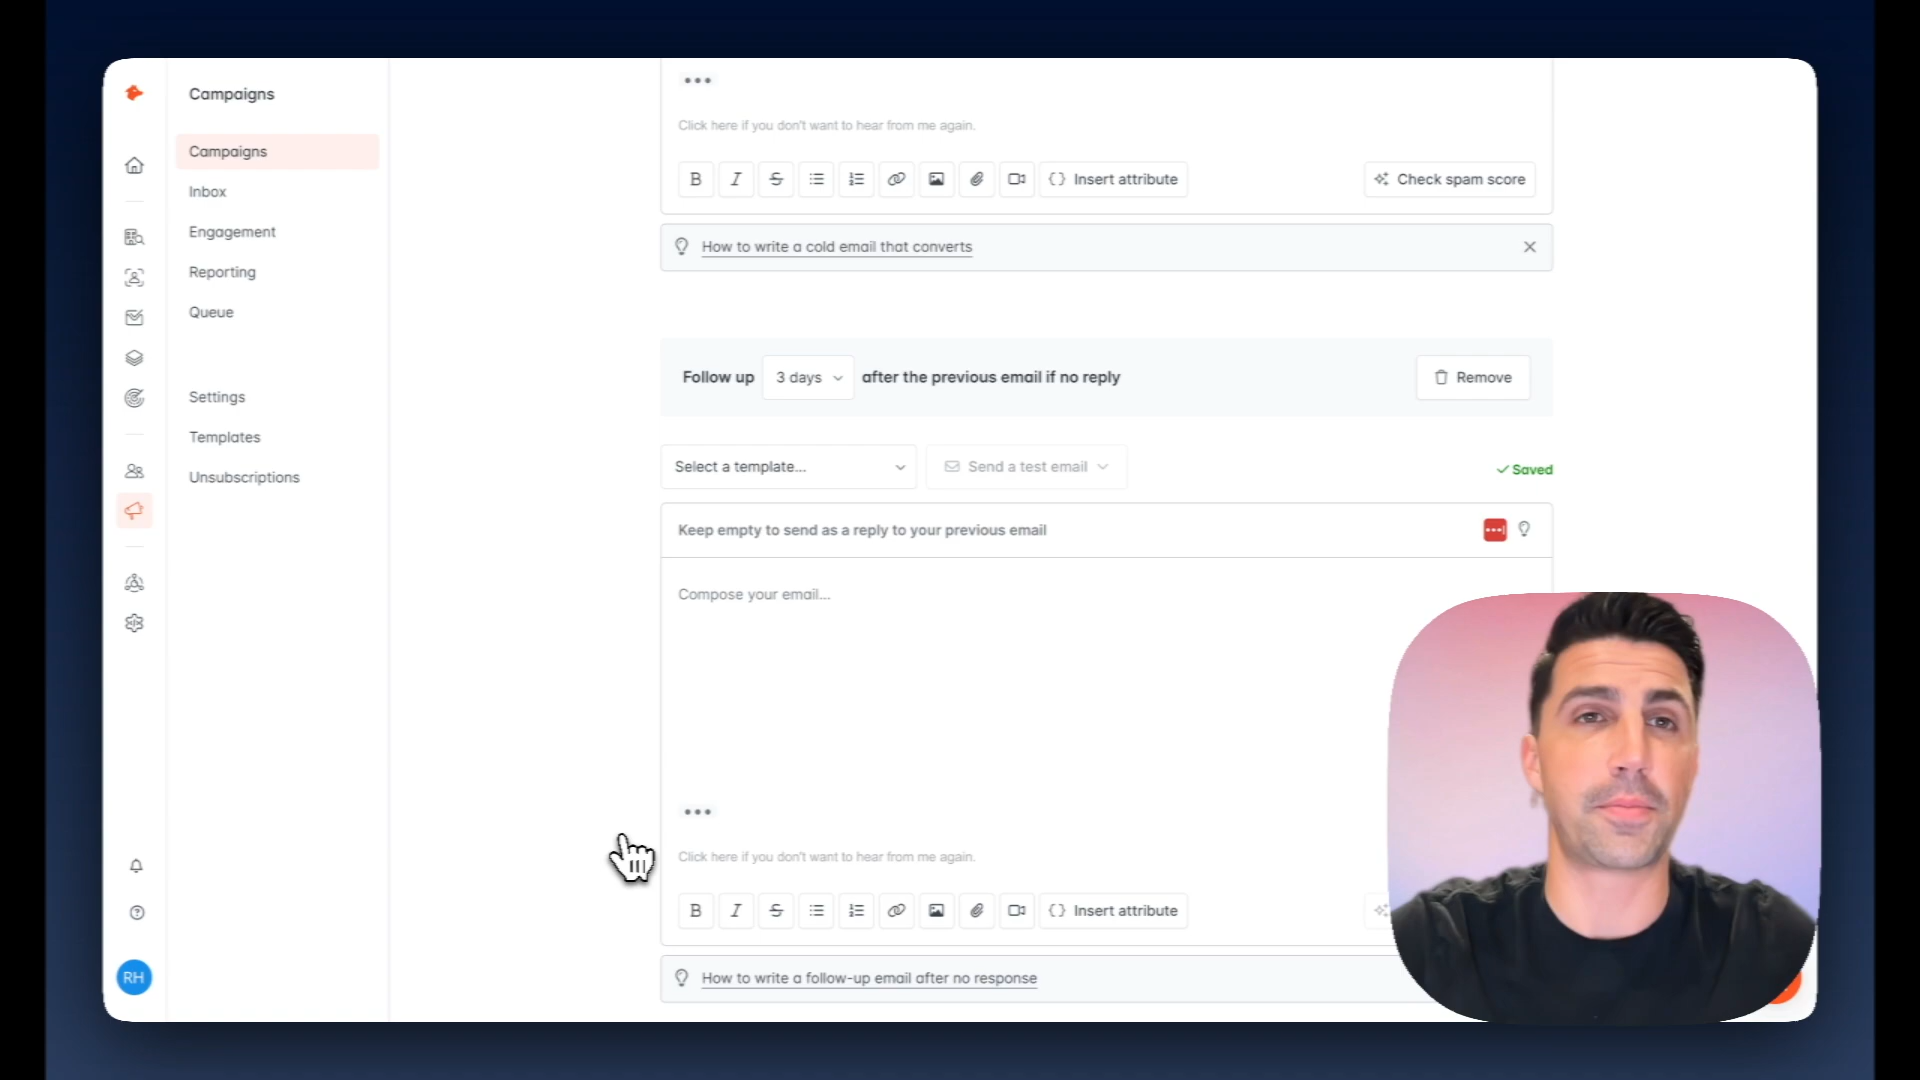 Campaigns
Campaigns
Inbox
Engagement
Reporting
Queue
Settings
Templates
Unsubscriptions
RH
Click here if you don't want to hear from me again.
B I S Insert attribute Check spam score
How to write a cold email that converts
Follow up 3 days after the previous email if no reply Remove
Select a template... Send a test email Saved
Keep empty to send as a reply to your previous email
Compose your email...
Click here if you don't want to hear from me again.
B I S Insert attribute
How to write a follow-up email after no response